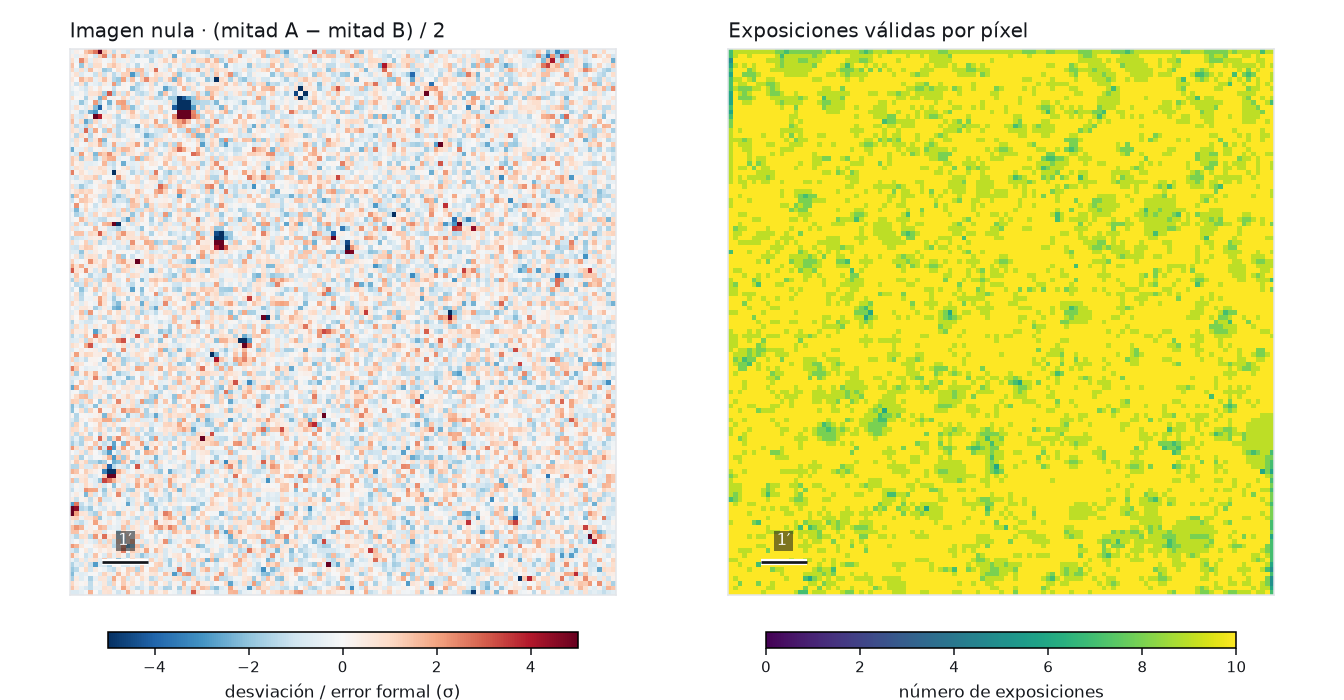 Imagen nula · (mitad A − mitad B) / 2
Exposiciones válidas por píxel
1′
1′
−4 −2 0 2 4
desviación / error formal (σ)
0 2 4 6 8 10
número de exposiciones